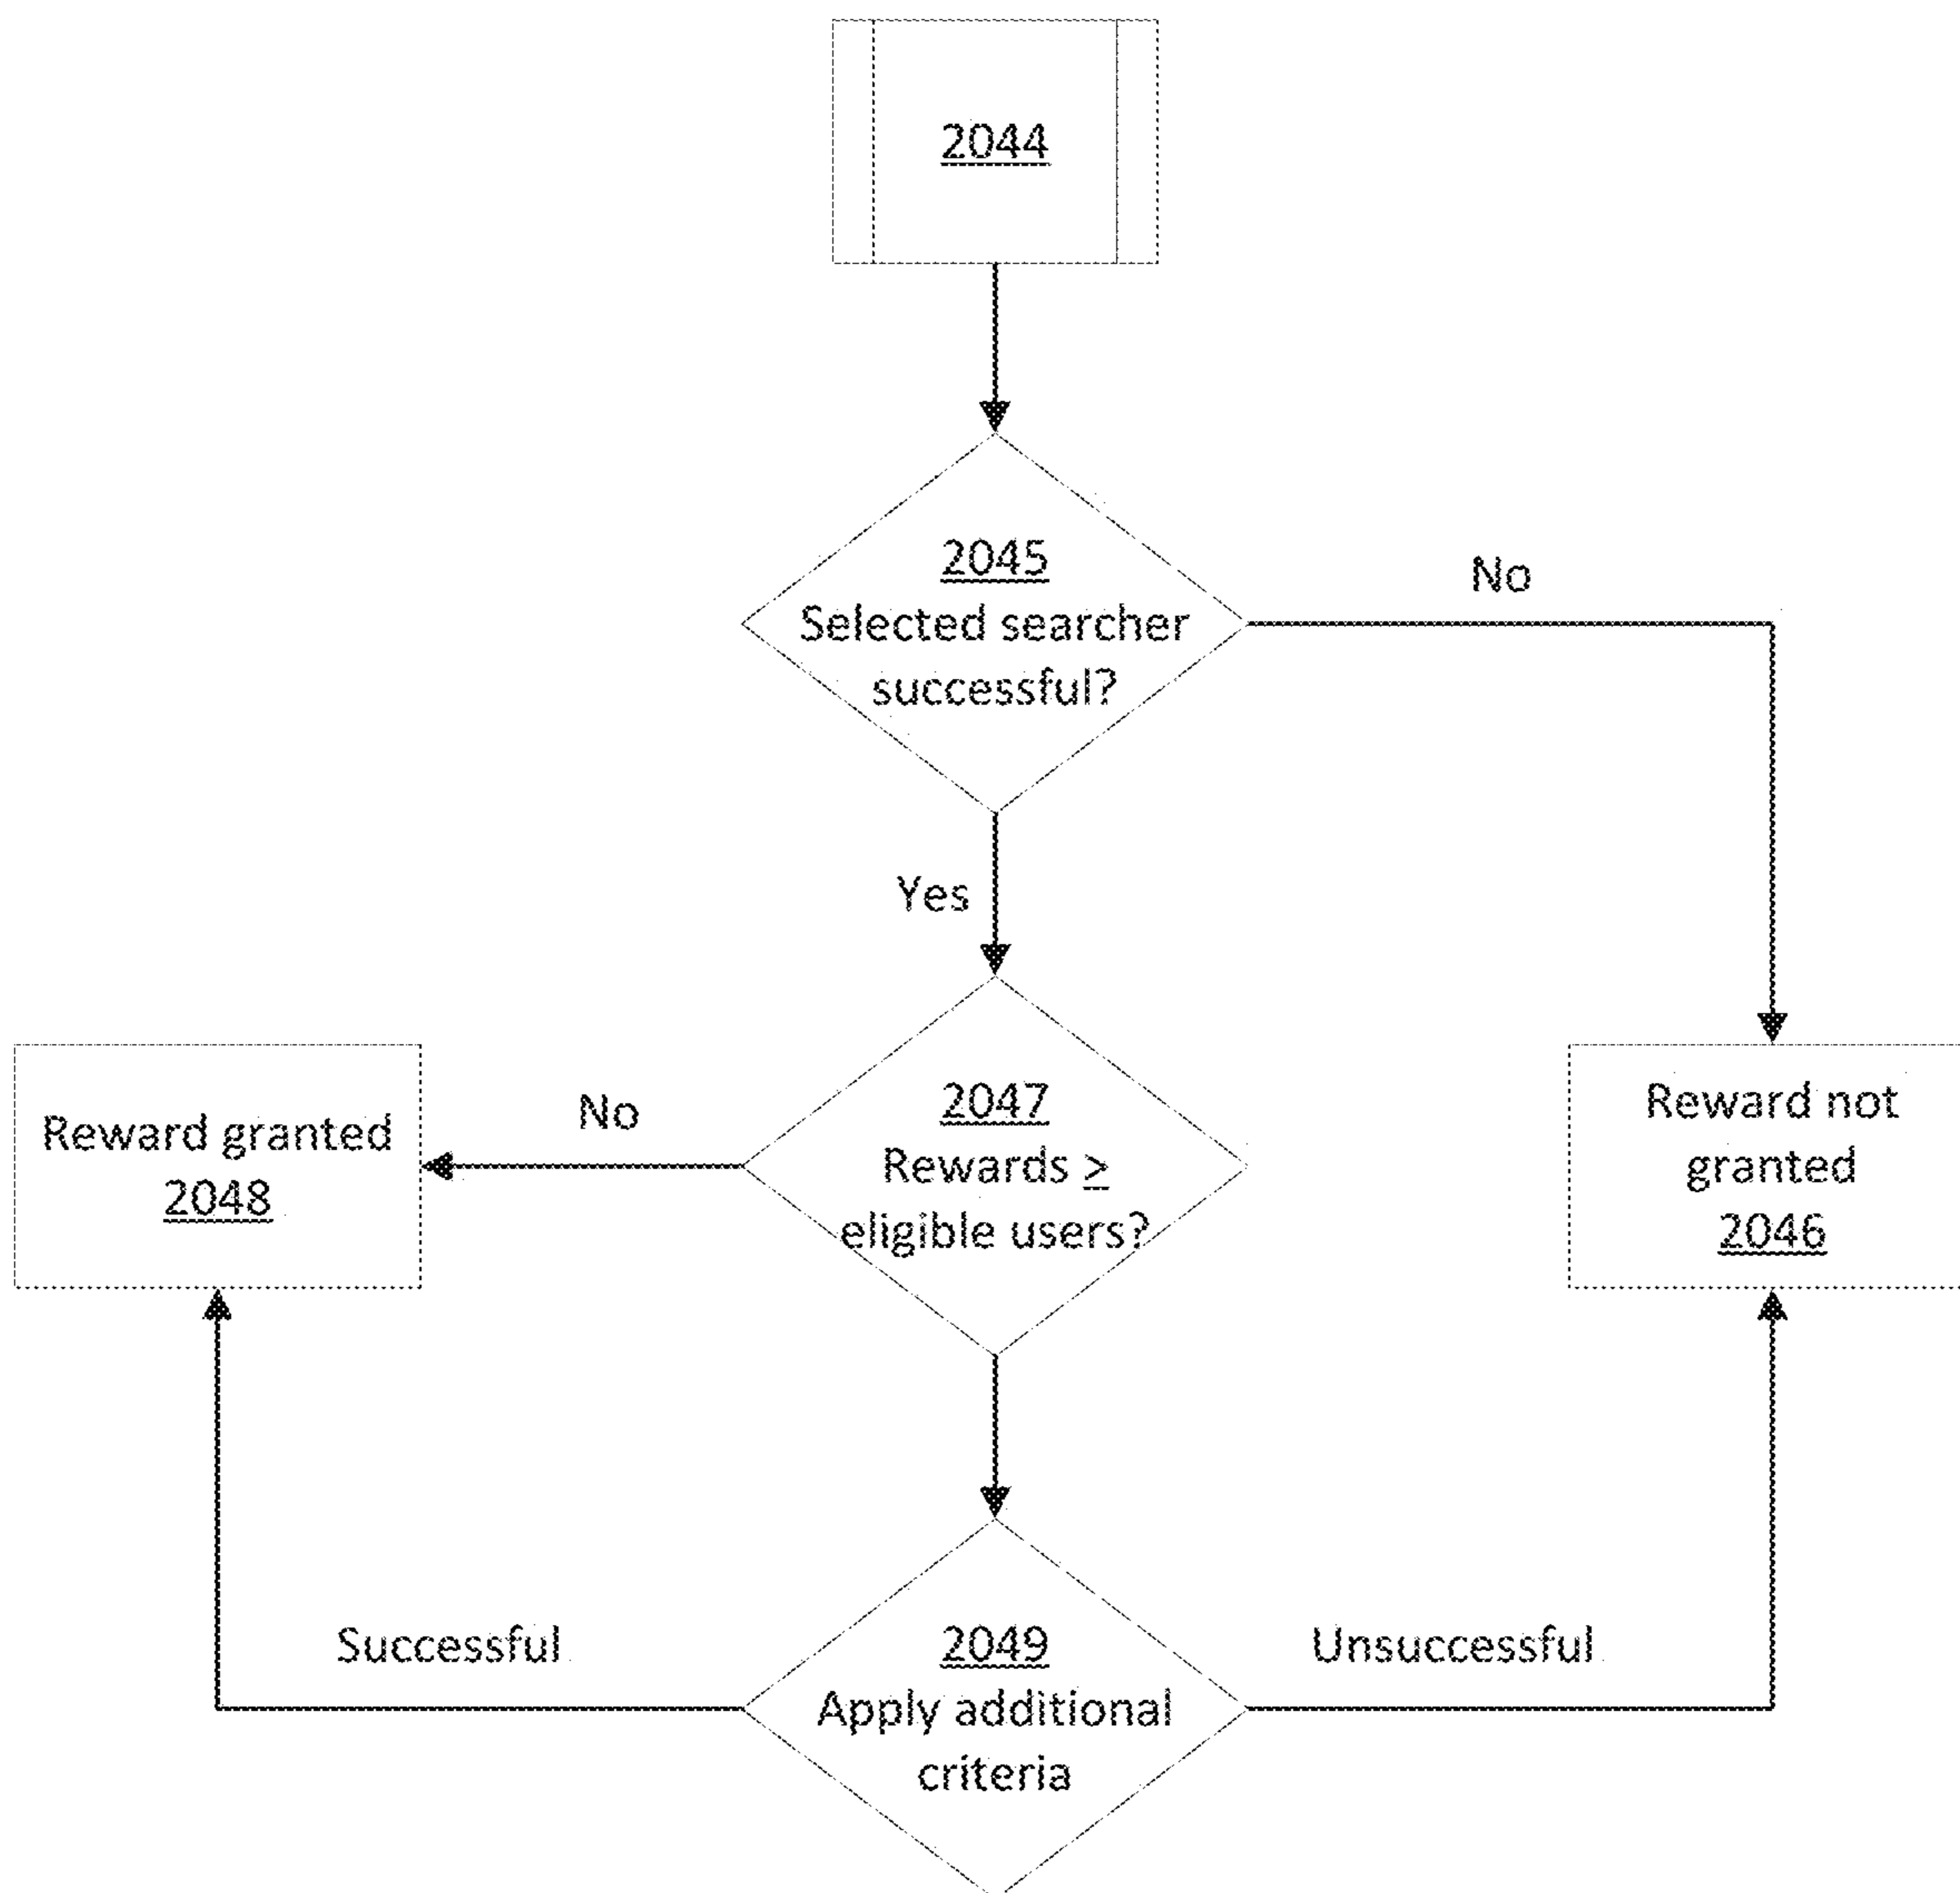 2044
2045
Selected searcher
successful?
No
Yes
2047
Rewards ≥
eligible users?
No
Reward granted
2048
Reward not
granted
2046
2049
Apply additional
criteria
Successful
Unsuccessful